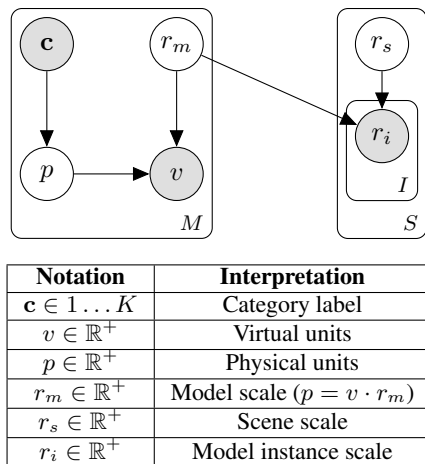 c
r_m
r_s
r_i
p
v
I
M
S
Notation Interpretation
c ∈ 1 . . . K Category label
v ∈ ℝ⁺ Virtual units
p ∈ ℝ⁺ Physical units
r_m ∈ ℝ⁺ Model scale (p = v · r_m)
r_s ∈ ℝ⁺ Scene scale
r_i ∈ ℝ⁺ Model instance scale